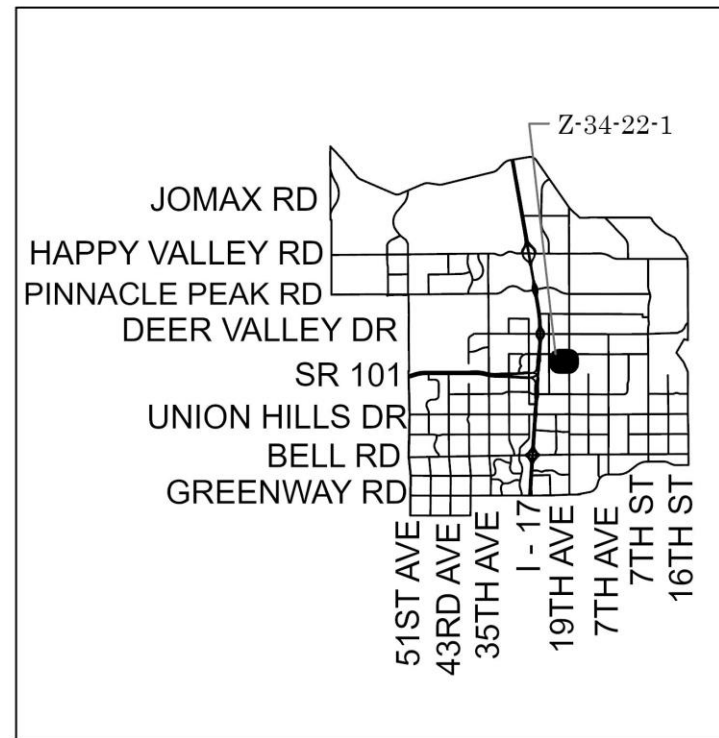 Z-34-22-1
JOMAX RD
HAPPY VALLEY RD
PINNACLE PEAK RD
DEER VALLEY DR
SR 101
UNION HILLS DR
BELL RD
GREENWAY RD
51ST AVE
43RD AVE
35TH AVE
I - 17
19TH AVE
7TH AVE
7TH ST
16TH ST